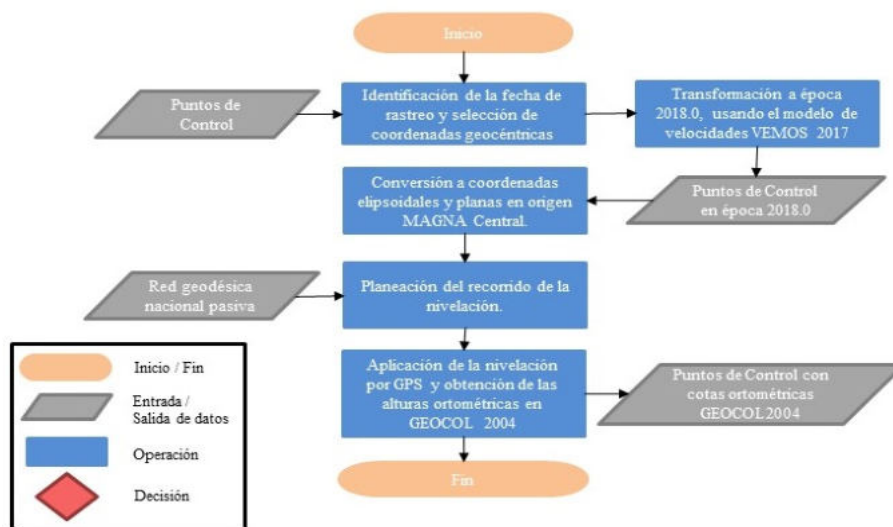 Inicio
Puntos de
Control
Identificación de la fecha de
rastreo y selección de
coordenadas geocéntricas
Transformación a época
2018.0, usando el modelo de
velocidades VEMOS 2017
Conversión a coordenadas
elipsoidales y planas en origen
MAGNA Central.
Puntos de Control
en época 2018.0
Red geodésica
nacional pasiva
Planeación del recorrido de la
nivelación.
Aplicación de la nivelación
por GPS y obtención de las
alturas ortométricas en
GEOCOL 2004
Puntos de Control con
cotas ortométricas
GEOCOL2004
Fin
Inicio / Fin
Entrada /
Salida de datos
Operación
Decisión